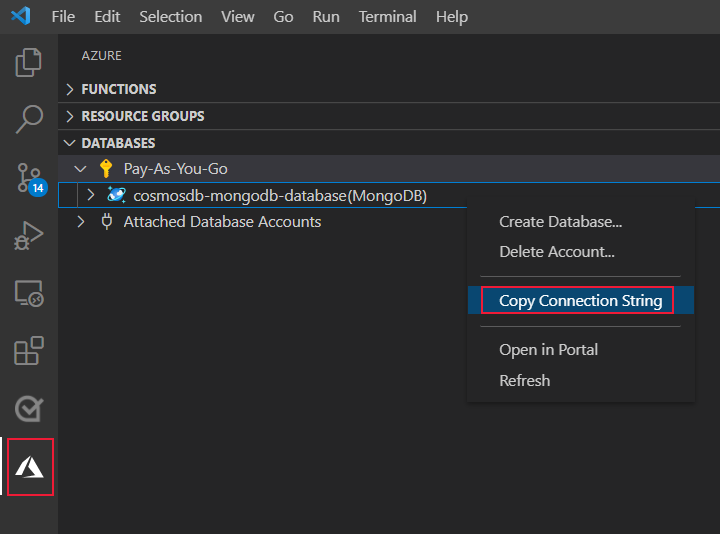 File Edit Selection View Go Run Terminal Help
AZURE
FUNCTIONS
RESOURCE GROUPS
DATABASES
Pay-As-You-Go
cosmosdb-mongodb-database(MongoDB)
Attached Database Accounts
14
Create Database...
Delete Account...
Copy Connection String
Open in Portal
Refresh